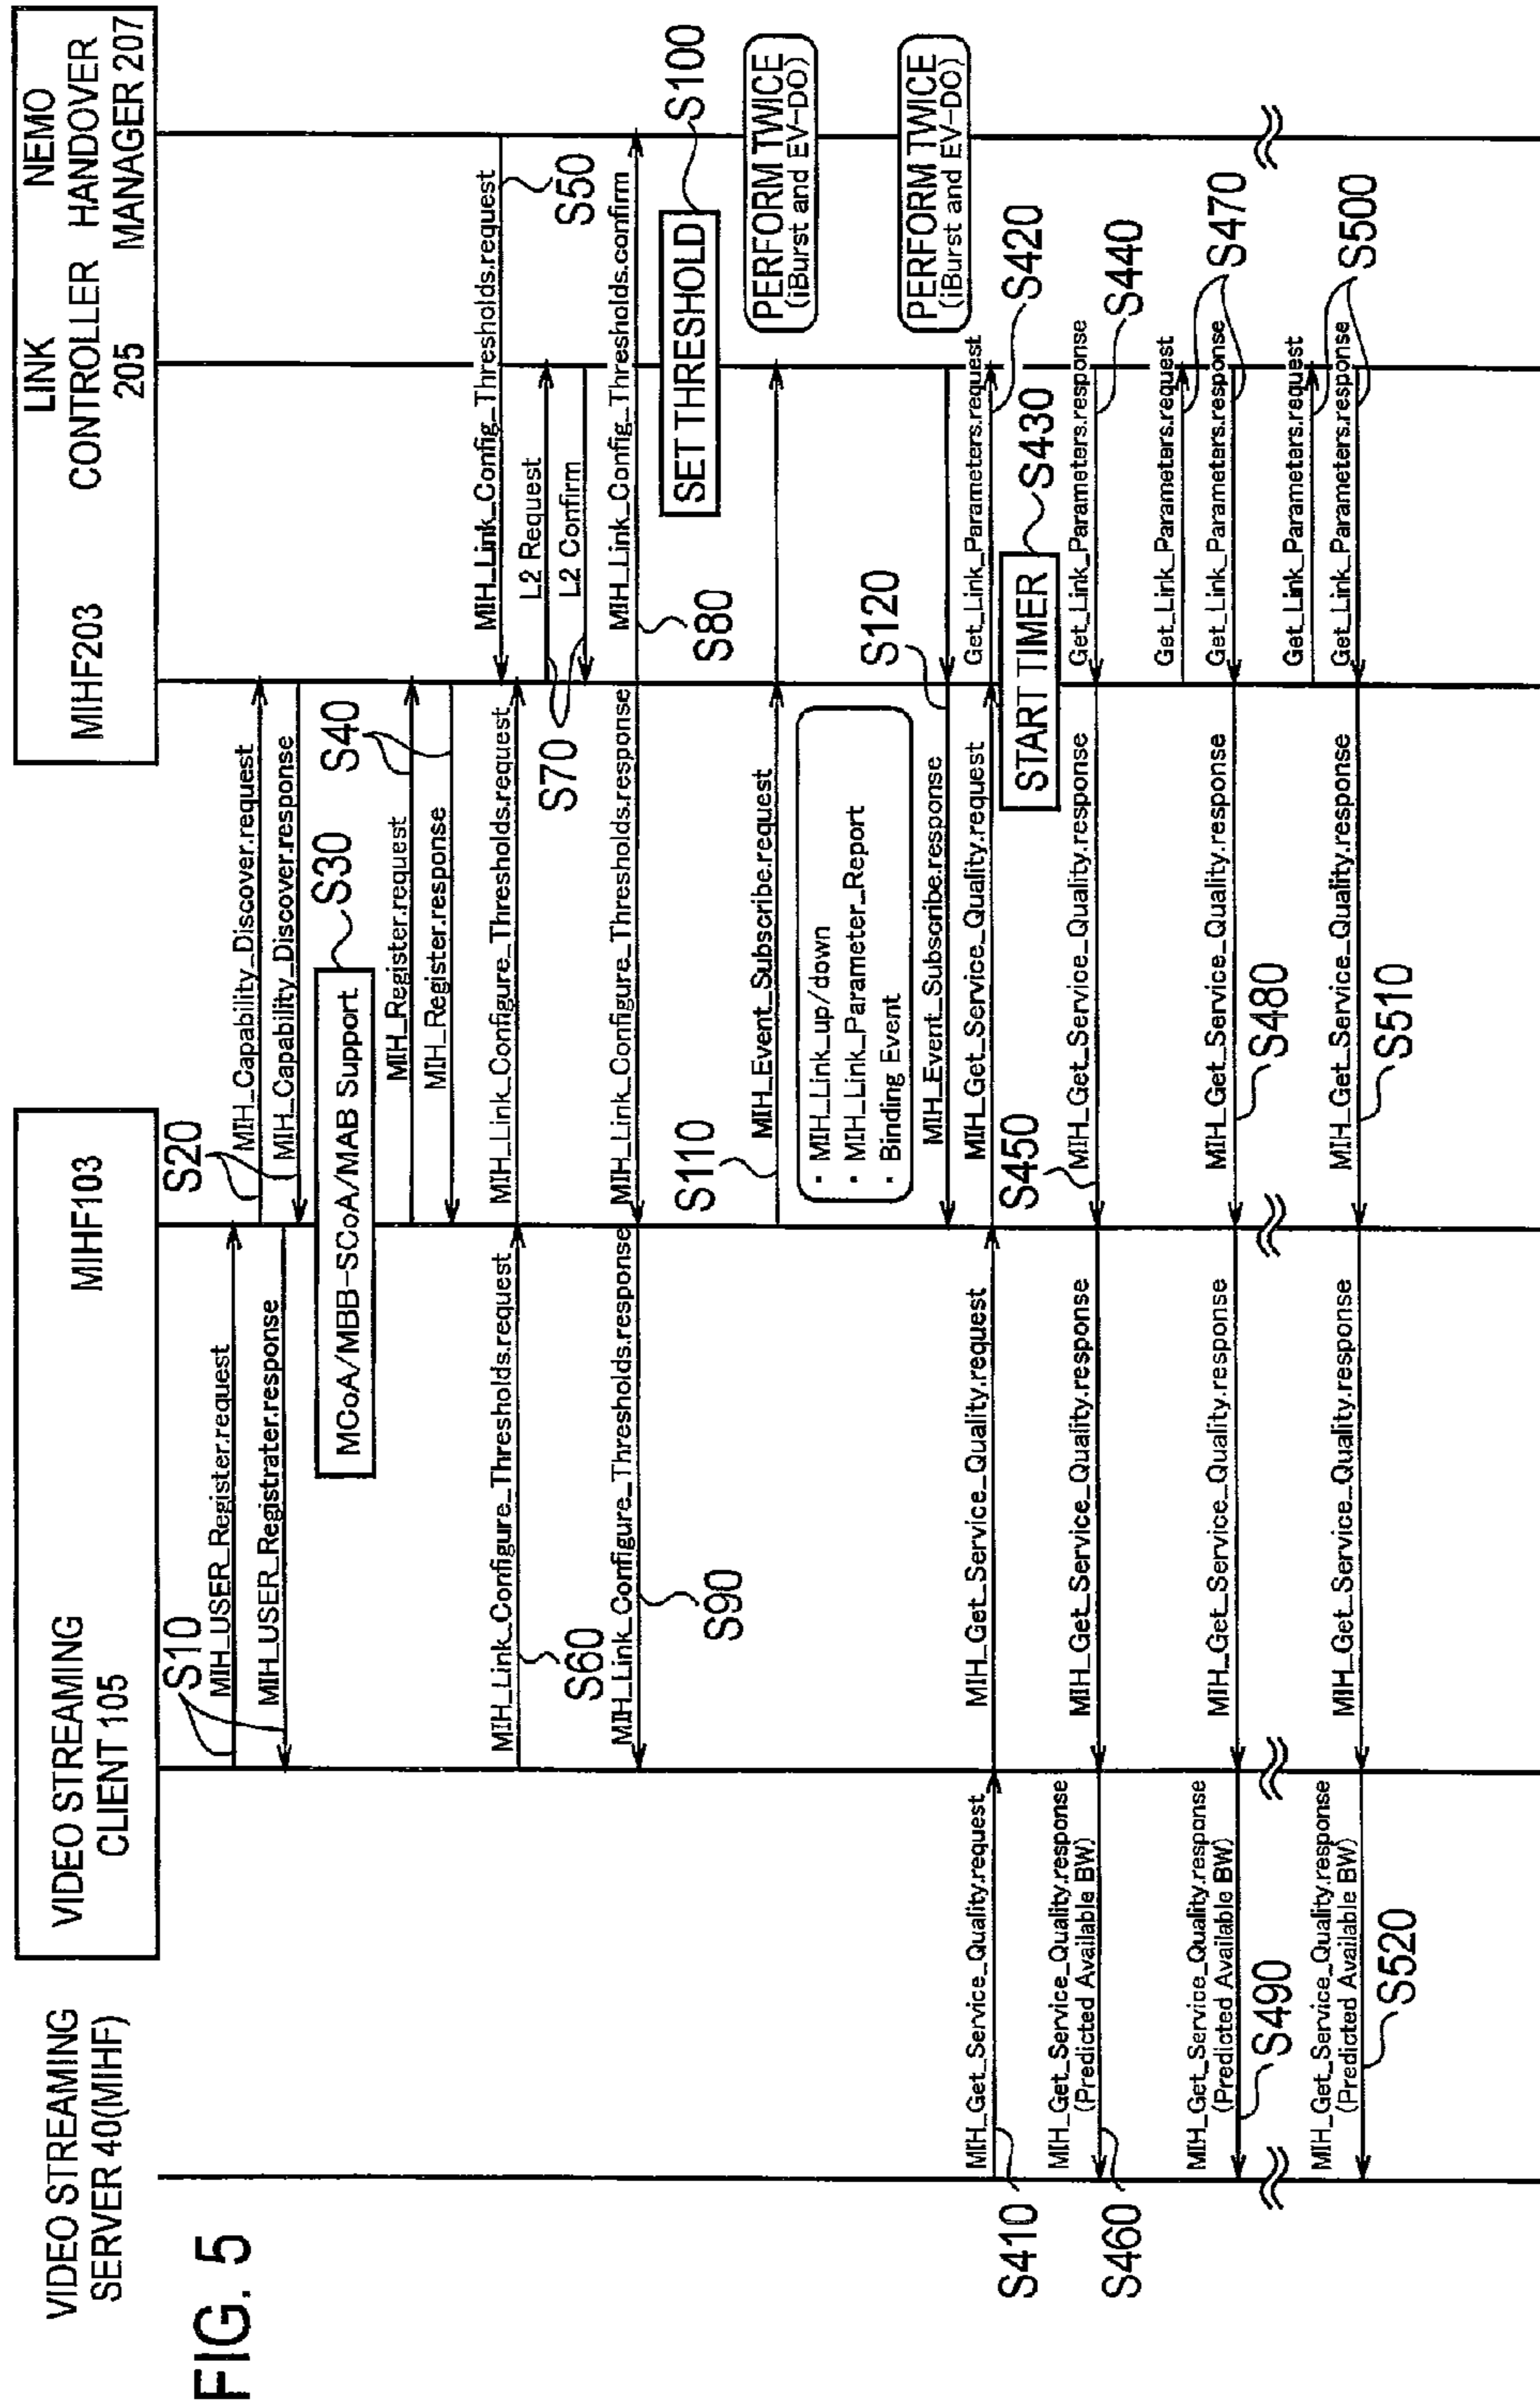 FIG. 5
VIDEO STREAMING
SERVER 40(MIHF)
VIDEO STREAMING
CLIENT 105
MIHF103
MIHF203
LINK
CONTROLLER
205
NEMO
HANDOVER
MANAGER 207
S10
MIH_USER_Register.request
MIH_USER_Registrater.response
S20
MIH_Capability_Discover.request
MIH_Capability_Discover.response
MCoA/MBB-SCoA/MAB Support
S30
S40
MIH_Register.request
MIH_Register.response
MIH_Link_Config_Thresholds.request
S50
MIH_Link_Configure_Thresholds.request
S60
MIH_Link_Configure_Thresholds.request
L2 Request
L2 Confirm
S70
MIH_Link_Config_Thresholds.confirm
S80
MIH_Link_Configure_Thresholds.response
MIH_Link_Configure_Thresholds.response
S90
SET THRESHOLD
S100
S110
MIH_Event_Subscribe.request
PERFORM TWICE
(iBurst and EV-DO)
· MIH_Link_up/down
· MIH_Link_Parameter_Report
· Binding Event
S120
MIH_Event_Subscribe.response
PERFORM TWICE
(iBurst and EV-DO)
S410
MIH_Get_Service_Quality.request
MIH_Get_Service_Quality.request
MIH_Get_Service_Quality.request
Get_Link_Parameters.request
S420
START TIMER
S430
Get_Link_Parameters.response
S440
S450
MIH_Get_Service_Quality.response
MIH_Get_Service_Quality.response
MIH_Get_Service_Quality.response
(Predicted Available BW)
S460
Get_Link_Parameters.request
Get_Link_Parameters.response
S470
MIH_Get_Service_Quality.response
S480
MIH_Get_Service_Quality.response
MIH_Get_Service_Quality.response
(Predicted Available BW)
S490
Get_Link_Parameters.request
Get_Link_Parameters.response
S500
MIH_Get_Service_Quality.response
S510
MIH_Get_Service_Quality.response
MIH_Get_Service_Quality.response
(Predicted Available BW)
S520